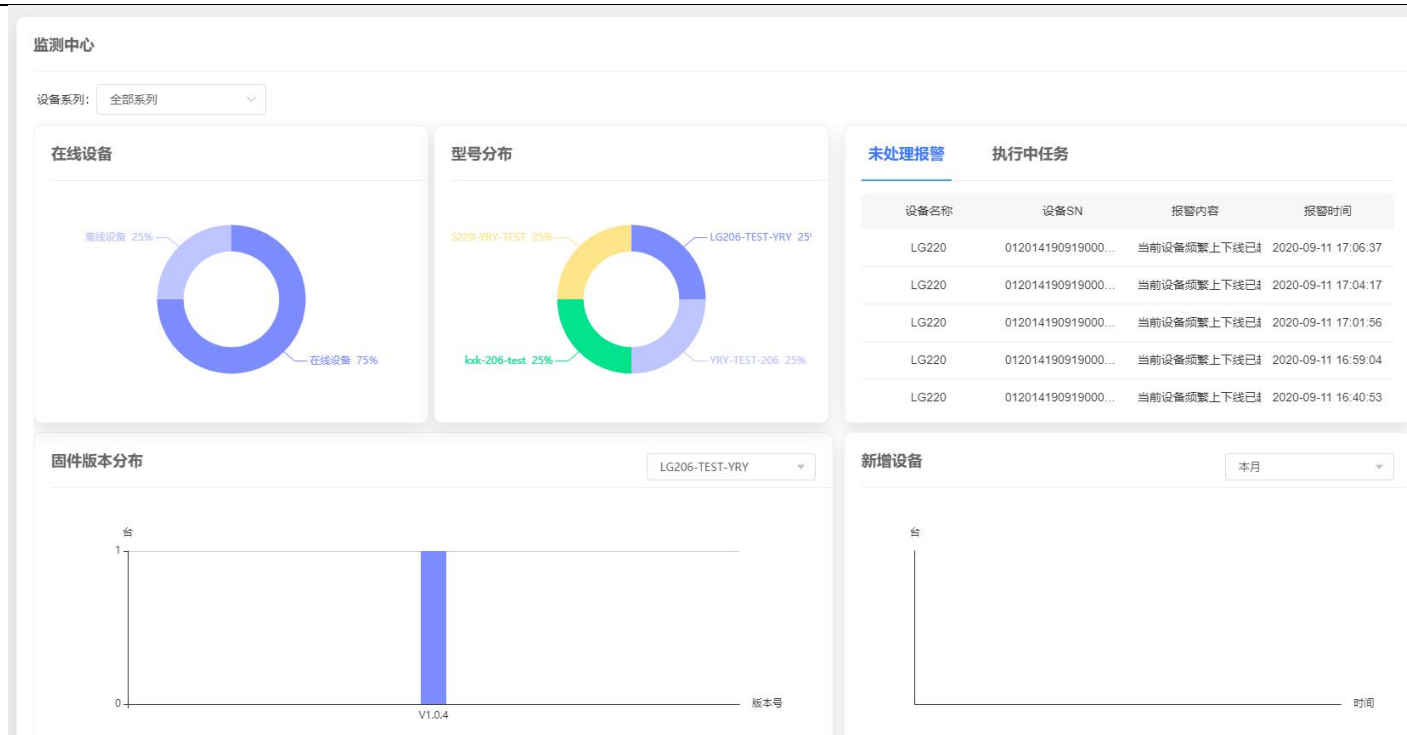 监测中心
设备系列: 全部系列
在线设备
离线设备 25%
在线设备 75%
型号分布
G220-YRY-TEST 25%
LG206-TEST-YRY 25
kxk-206-test 25%
YRY-TEST-206 25%
未处理报警 执行中任务
设备名称 设备SN 报警内容 报警时间
LG220 012014190919000... 当前设备频繁上下线已 2020-09-11 17:06:37
LG220 012014190919000... 当前设备频繁上下线已 2020-09-11 17:04:17
LG220 012014190919000... 当前设备频繁上下线已 2020-09-11 17:01:56
LG220 012014190919000... 当前设备频繁上下线已 2020-09-11 16:59:04
LG220 012014190919000... 当前设备频繁上下线已 2020-09-11 16:40:53
固件版本分布
LG206-TEST-YRY
台
1
0
V1.0.4
版本号
新增设备
本月
台
时间